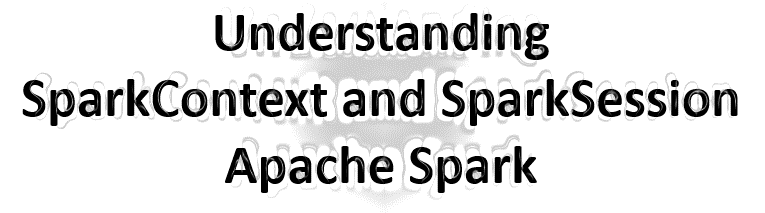 Understanding
SparkContext and SparkSession
Apache Spark